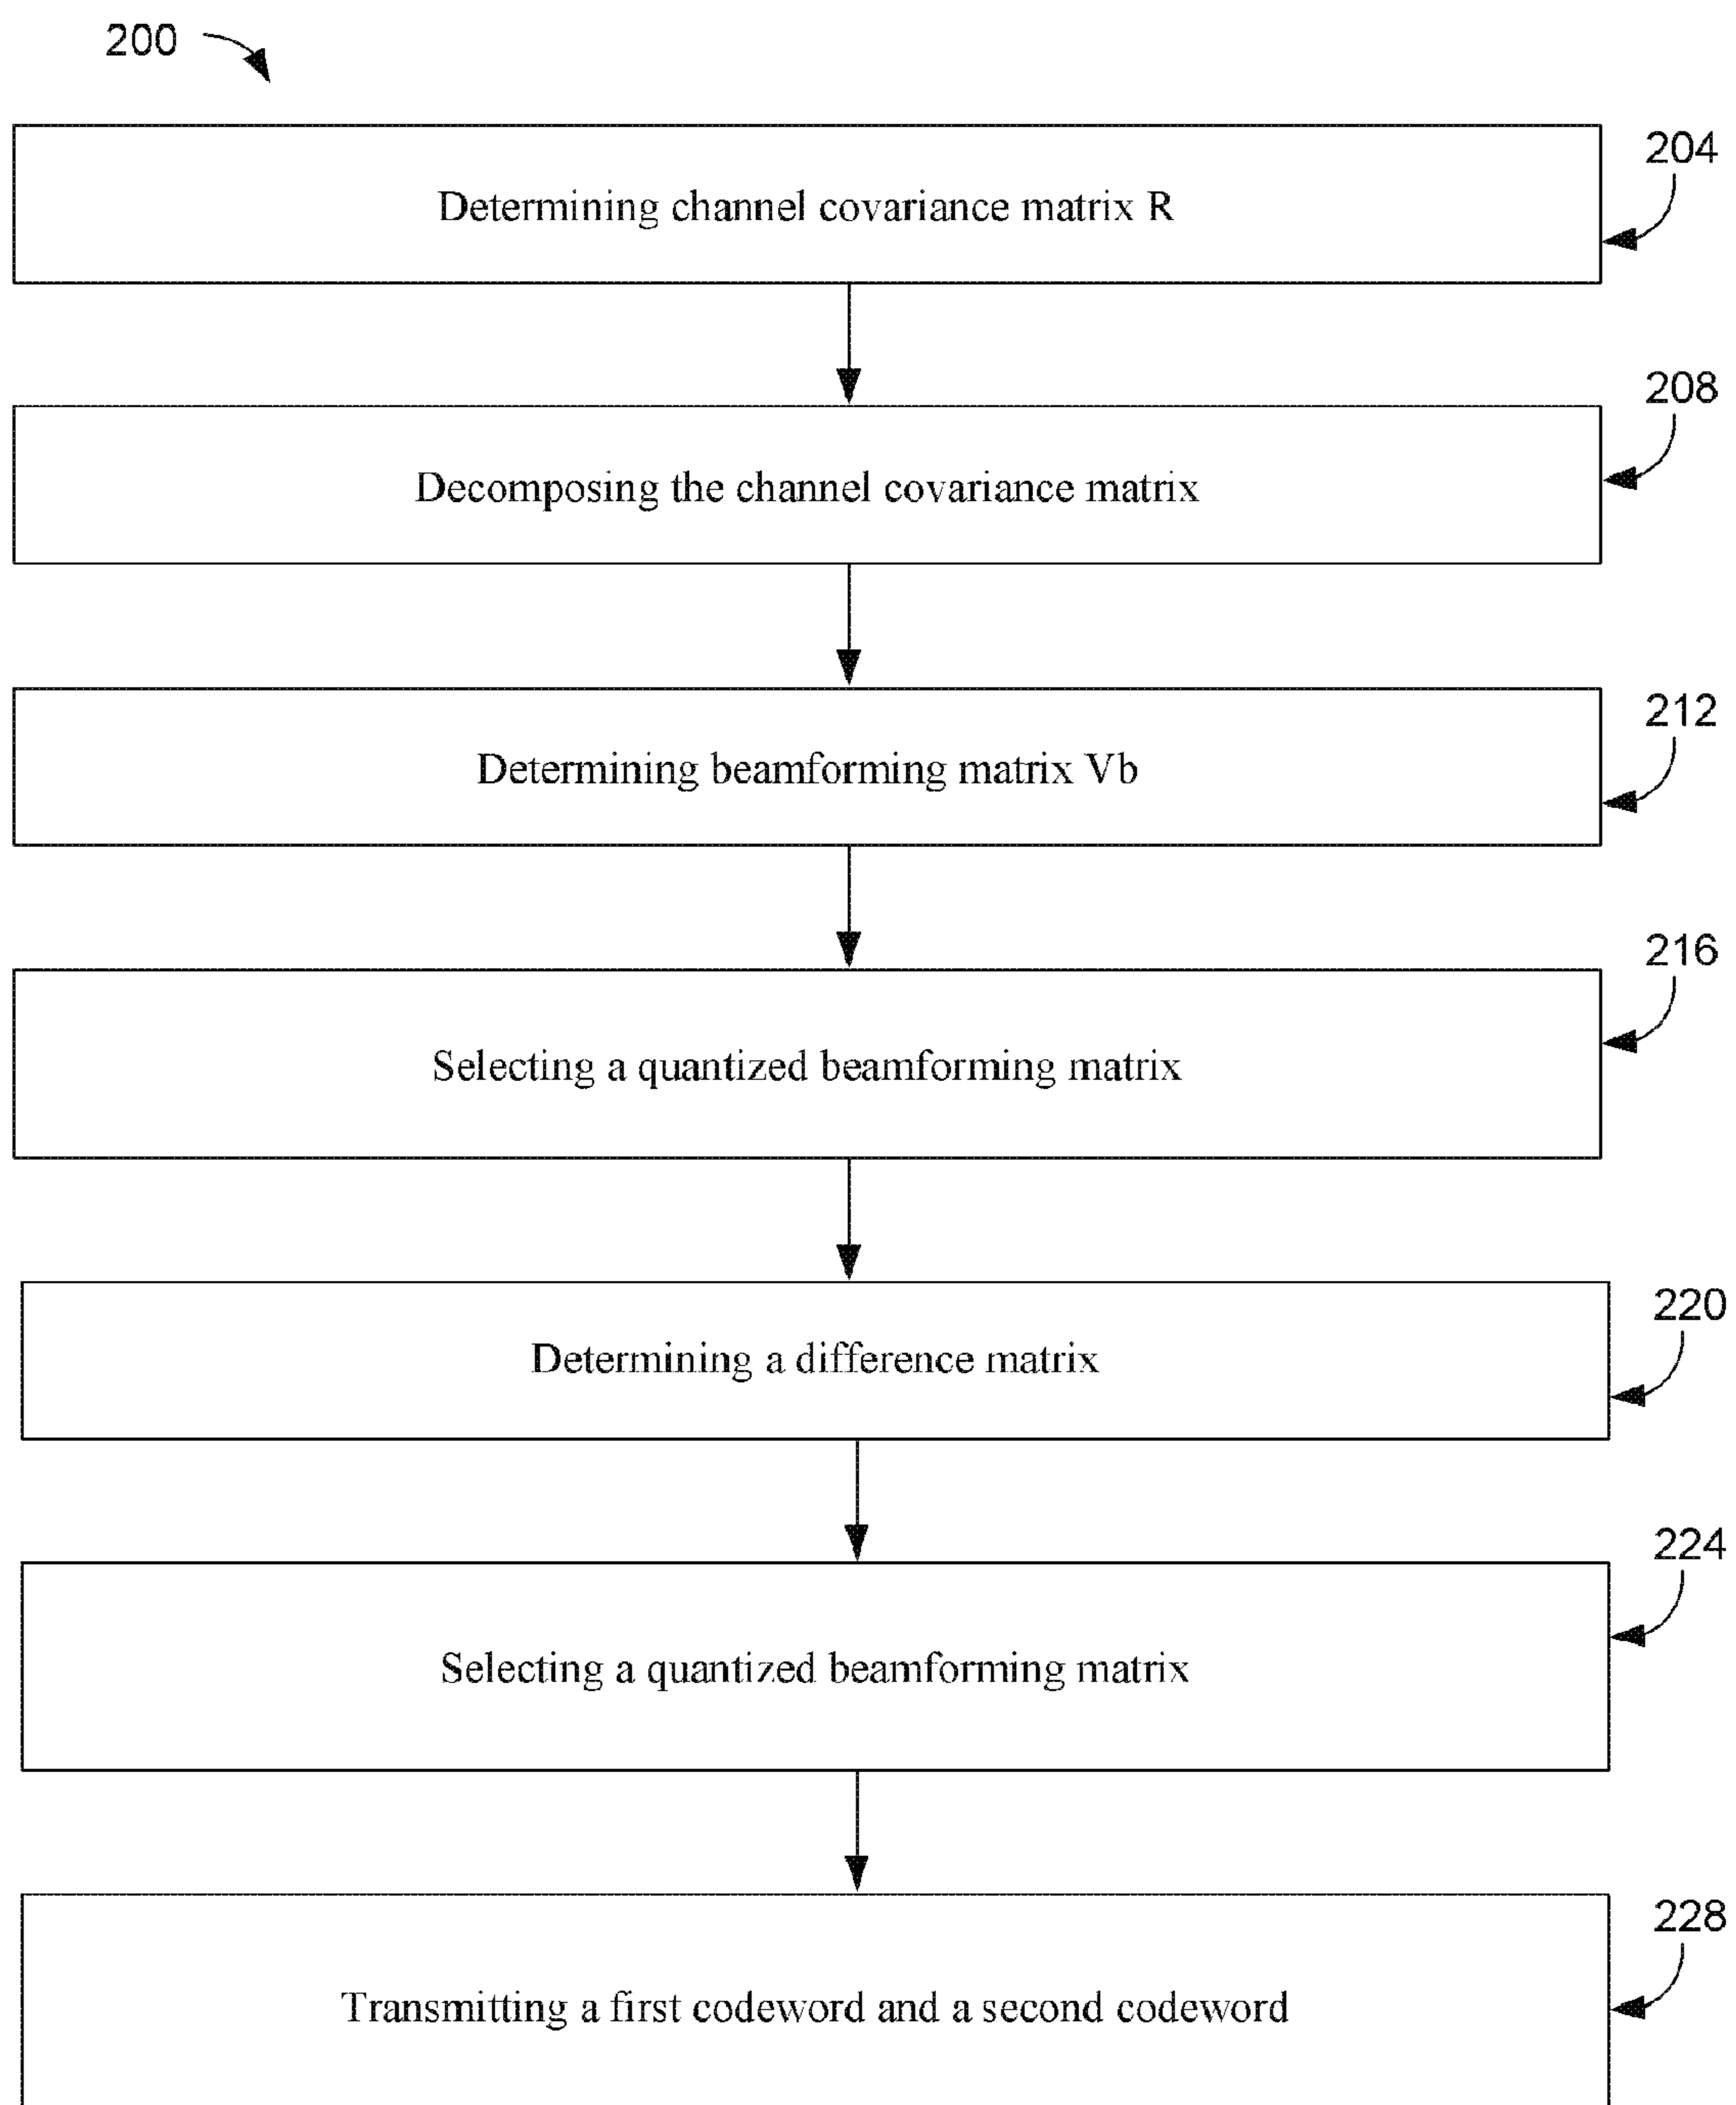 200
204
Determining channel covariance matrix R
208
Decomposing the channel covariance matrix
212
Determining beamforming matrix Vb
216
Selecting a quantized beamforming matrix
220
Determining a difference matrix
224
Selecting a quantized beamforming matrix
228
Transmitting a first codeword and a second codeword